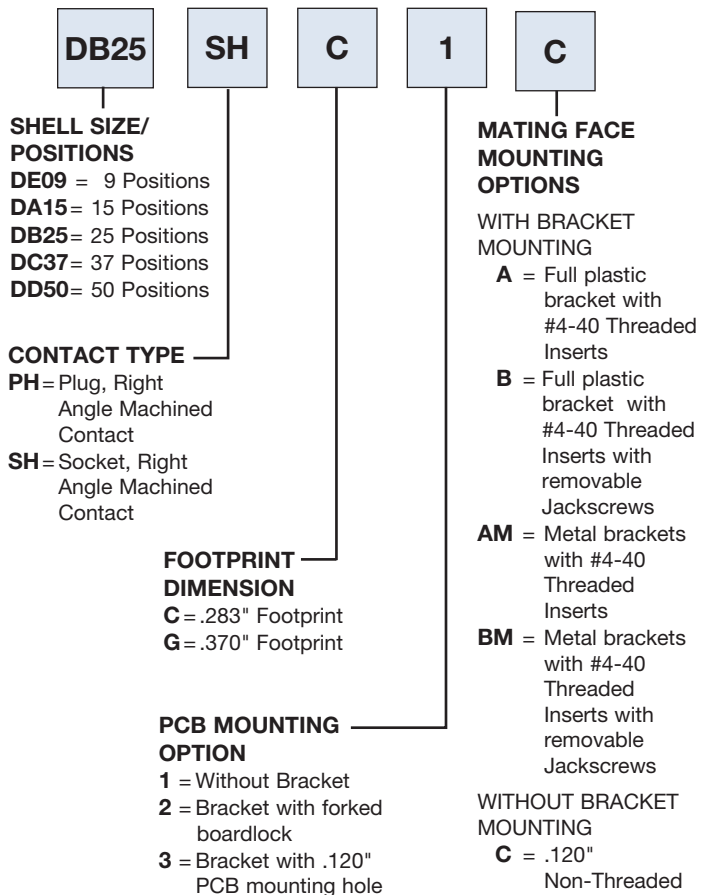 DB25 SH C 1 C
SHELL SIZE/
POSITIONS
DE09 = 9 Positions
DA15 = 15 Positions
DB25 = 25 Positions
DC37 = 37 Positions
DD50 = 50 Positions
CONTACT TYPE
PH = Plug, Right
Angle Machined
Contact
SH = Socket, Right
Angle Machined
Contact
FOOTPRINT
DIMENSION
C = .283" Footprint
G = .370" Footprint
PCB MOUNTING
OPTION
1 = Without Bracket
2 = Bracket with forked
boardlock
3 = Bracket with .120"
PCB mounting hole
MATING FACE
MOUNTING
OPTIONS
WITH BRACKET
MOUNTING
A = Full plastic
bracket with
#4-40 Threaded
Inserts
B = Full plastic
bracket with
#4-40 Threaded
Inserts with
removable
Jackscrews
AM = Metal brackets
with #4-40
Threaded
Inserts
BM = Metal brackets
with #4-40
Threaded
Inserts with
removable
Jackscrews
WITHOUT BRACKET
MOUNTING
C = .120"
Non-Threaded